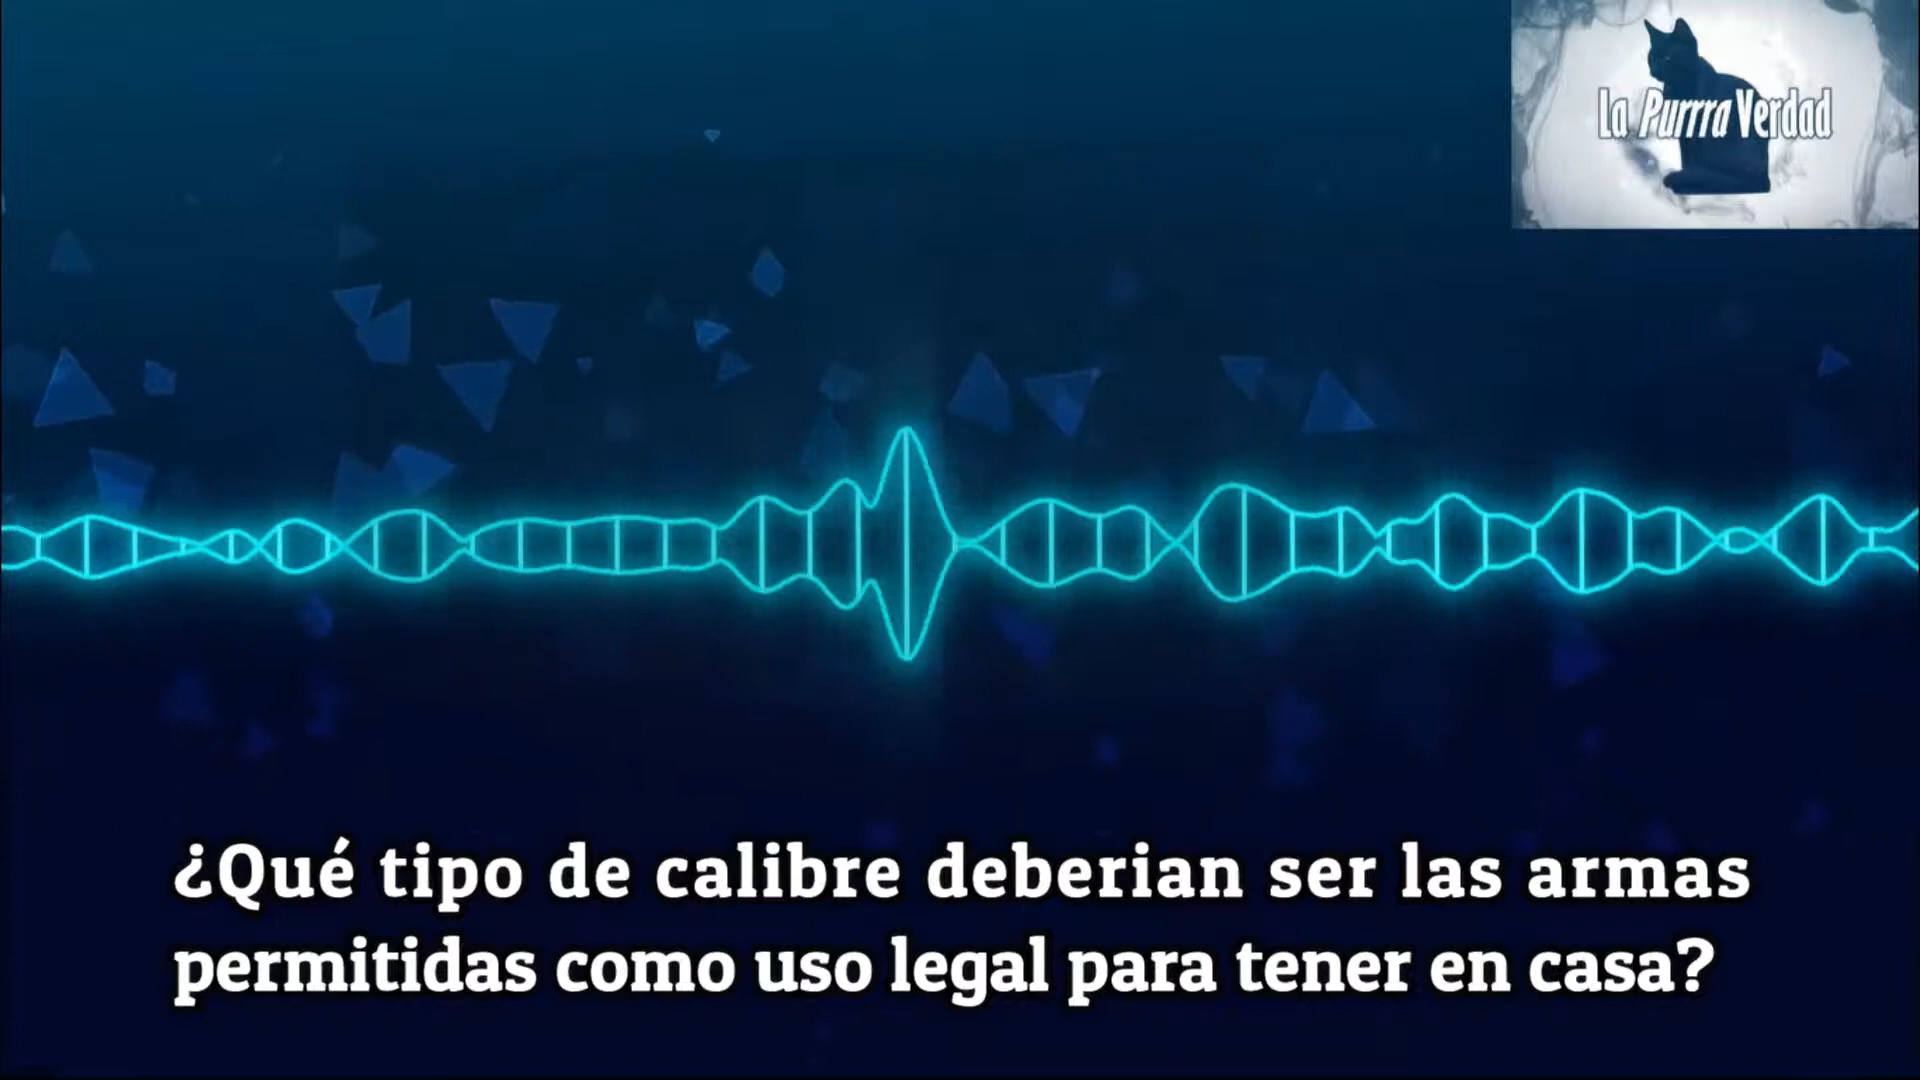 La Purrra Verdad
¿Qué tipo de calibre deberian ser las armas
permitidas como uso legal para tener en casa?